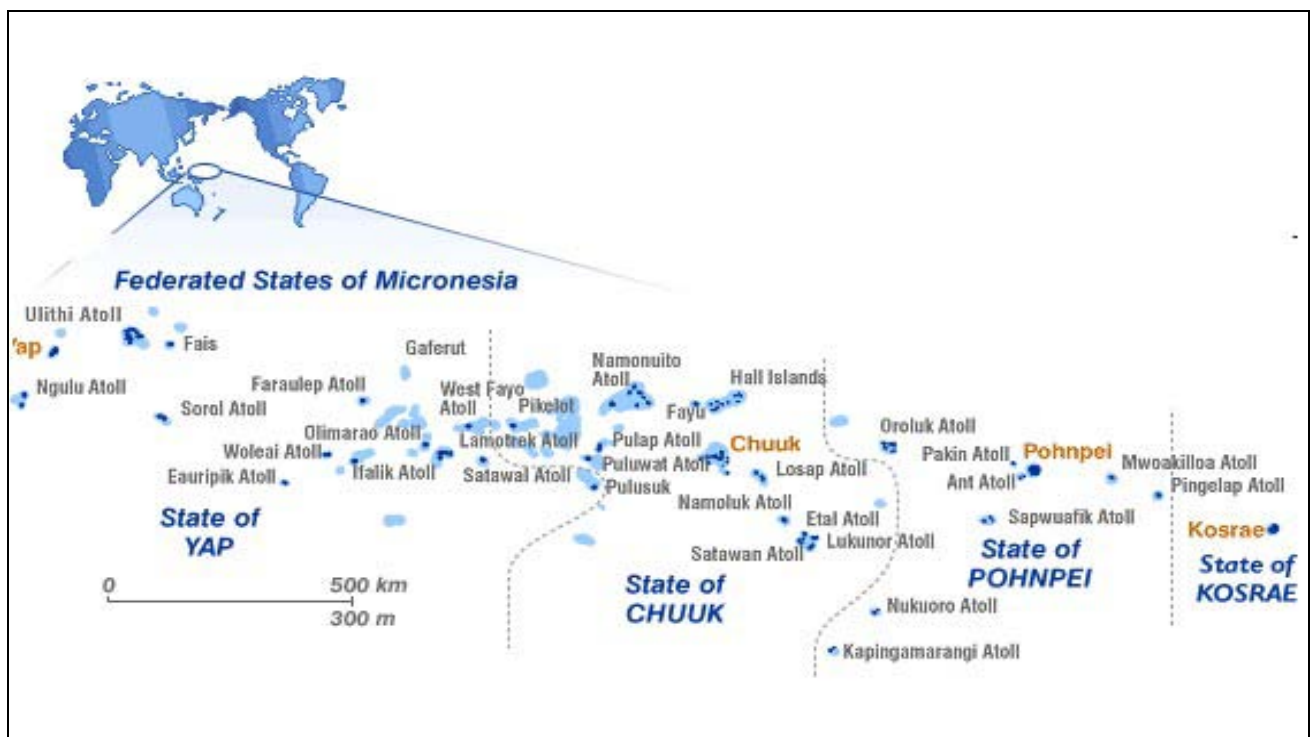 Federated States of Micronesia
Ulithi Atoll
Yap
Fais
Ngulu Atoll
Sorol Atoll
Gaferut
Faraulep Atoll
West Fayo
Atoll
Pikelot
Olimarao Atoll
Lamotrek Atoll
Woleai Atoll
Ifalik Atoll
Satawal Atoll
Eauripik Atoll
State of
YAP
0
500 km
300 m
Namonuito
Atoll
Hall Islands
Fayu
Pulap Atoll
Chuuk
Puluwat Atoll
Losap Atoll
Pulusuk
Namoluk Atoll
Etal Atoll
Satawan Atoll
Lukunor Atoll
State of
CHUUK
Oroluk Atoll
Pakin Atoll
Pohnpei
Ant Atoll
Mwoakilloa Atoll
Pingelap Atoll
Sapwuafik Atoll
State of
POHNPEI
Nukuoro Atoll
Kapingamarangi Atoll
Kosrae
State of
KOSRAE